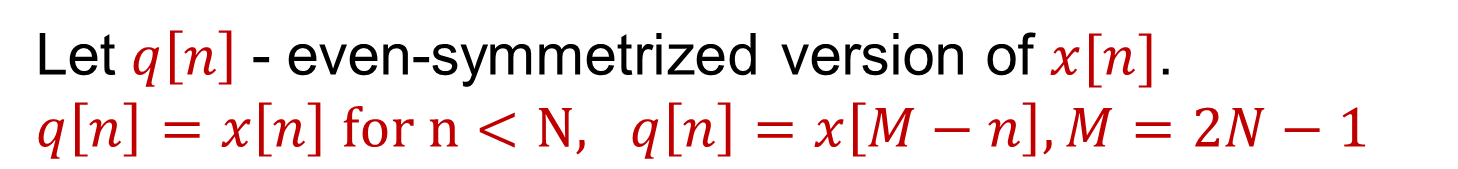 Let q[n] - even-symmetrized version of x[n].
q[n] = x[n] for n < N, q[n] = x[M − n], M = 2N − 1